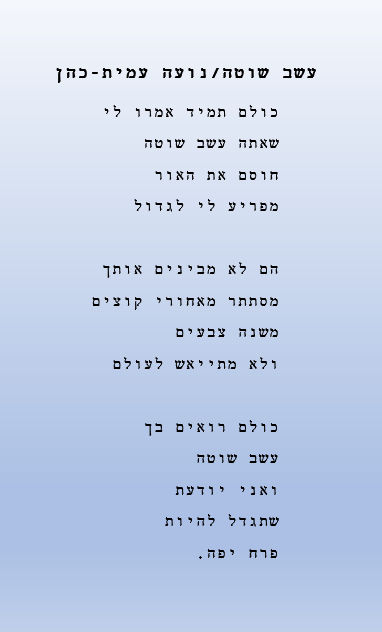 עשב שוטה/נועה עמית-כהן
כולם תמיד אמרו לי
שאתה עשב שוטה
חוסם את האור
מפריע לי לגדול
הם לא מבינים אותך
מסתתר מאחורי קוצים
משנה צבעים
ולא מתייאש לעולם
כולם רואים בך
עשב שוטה
ואני יודעת
שתגדל להיות
פרח יפה.